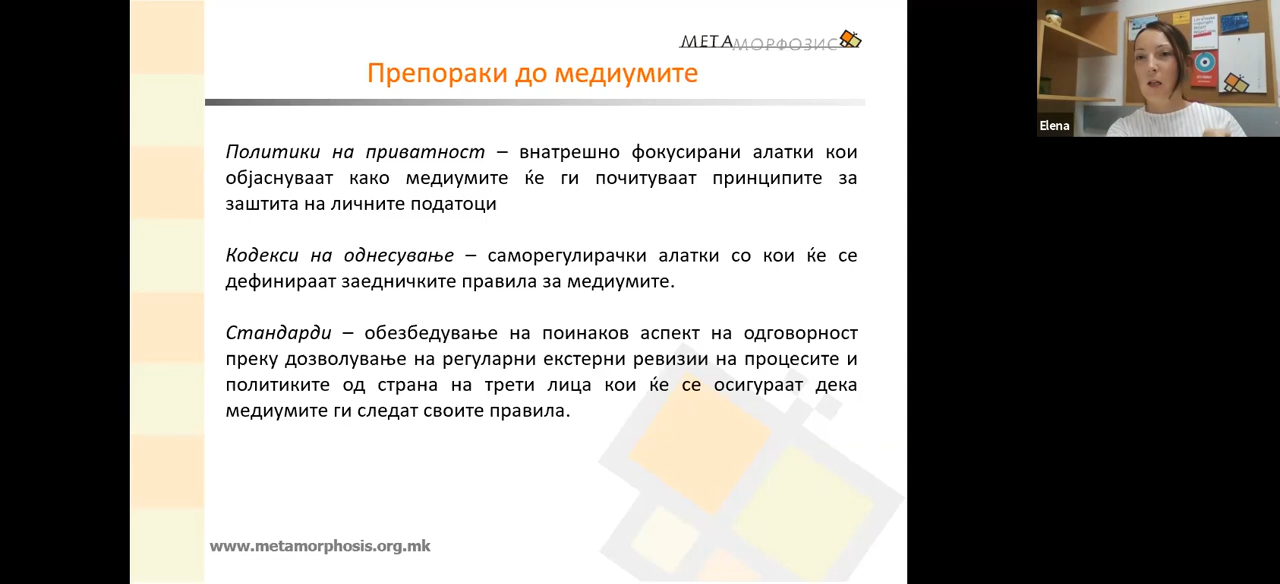 МЕТАМОРФОЗИС
Препораки до медиумите
Политики на приватност – внатрешно фокусирани алатки кои
објаснуваат како медиумите ќе ги почитуваат принципите за
заштита на личните податоци
Кодекси на однесување – саморегулирачки алатки со кои ќе се
дефинираат заедничките правила за медиумите.
Стандарди – обезбедување на поинаков аспект на одговорност
преку дозволување на регуларни екстерни ревизии на процесите и
политиките од страна на трети лица кои ќе се осигураат дека
медиумите ги следат своите правила.
www.metamorphosis.org.mk
Elena